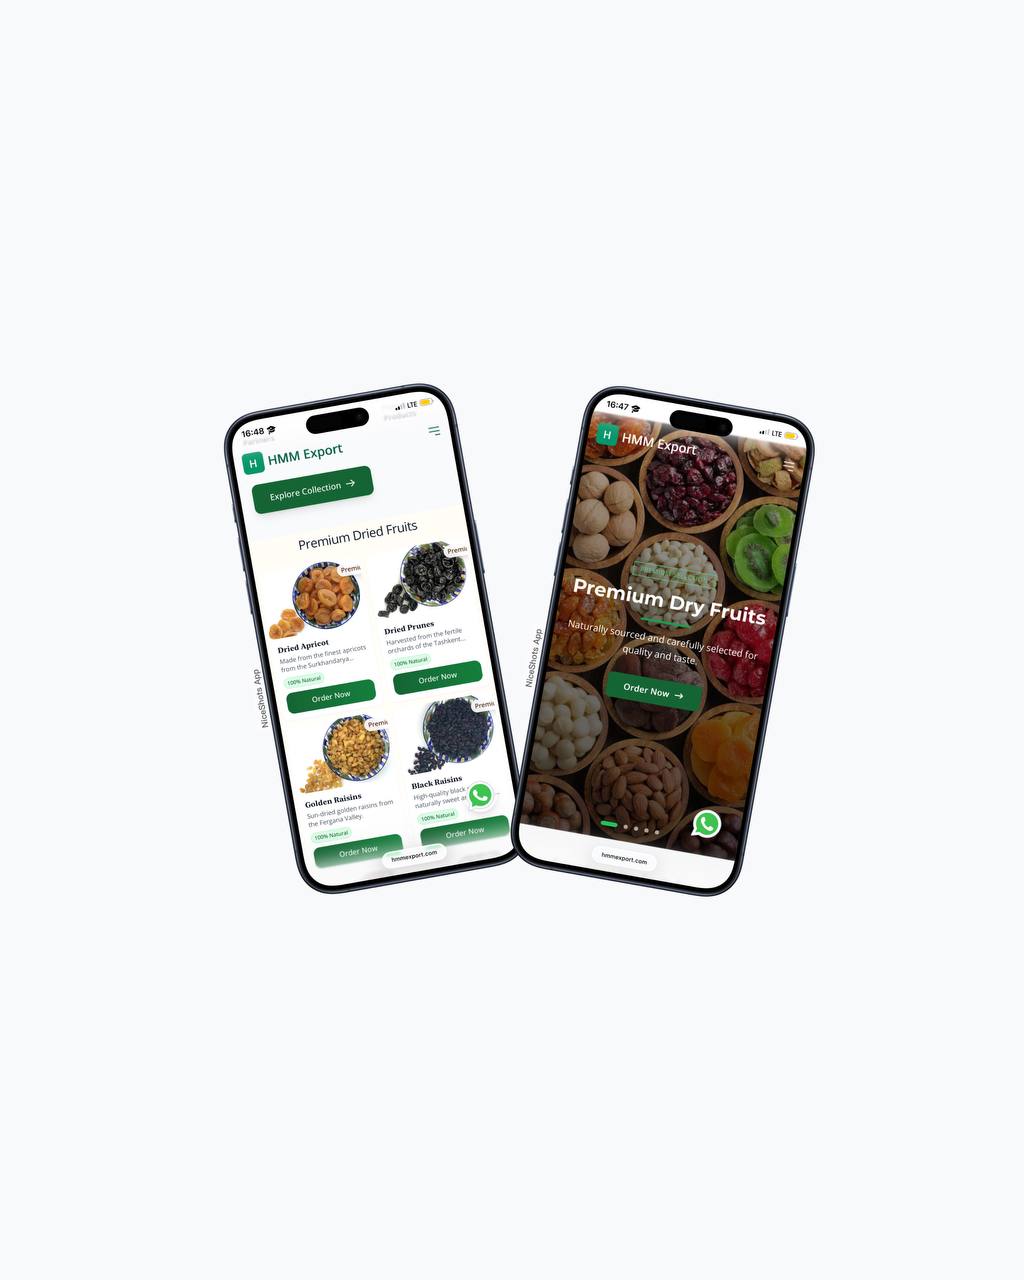 16:48
LTE
Partners
Products
H HMM Export
Explore Collection →
Premium Dried Fruits
Premi
Dried Apricot
Made from the finest apricots
from the Surkhandarya...
100% Natural
Order Now
Premi
Dried Prunes
Harvested from the fertile
orchards of the Tashkent...
100% Natural
Order Now
Premi
Golden Raisins
Sun-dried golden raisins from
the Fergana Valley.
100% Natural
Order Now
Premi
Black Raisins
High-quality black
naturally sweet
100% Natural
Order Now
hmmexport.com
NiceShots App
16:47
LTE
H HMM Export
Premium Dry Fruits
Naturally sourced and carefully selected for
quality and taste.
Order Now →
hmmexport.com
NiceShots App